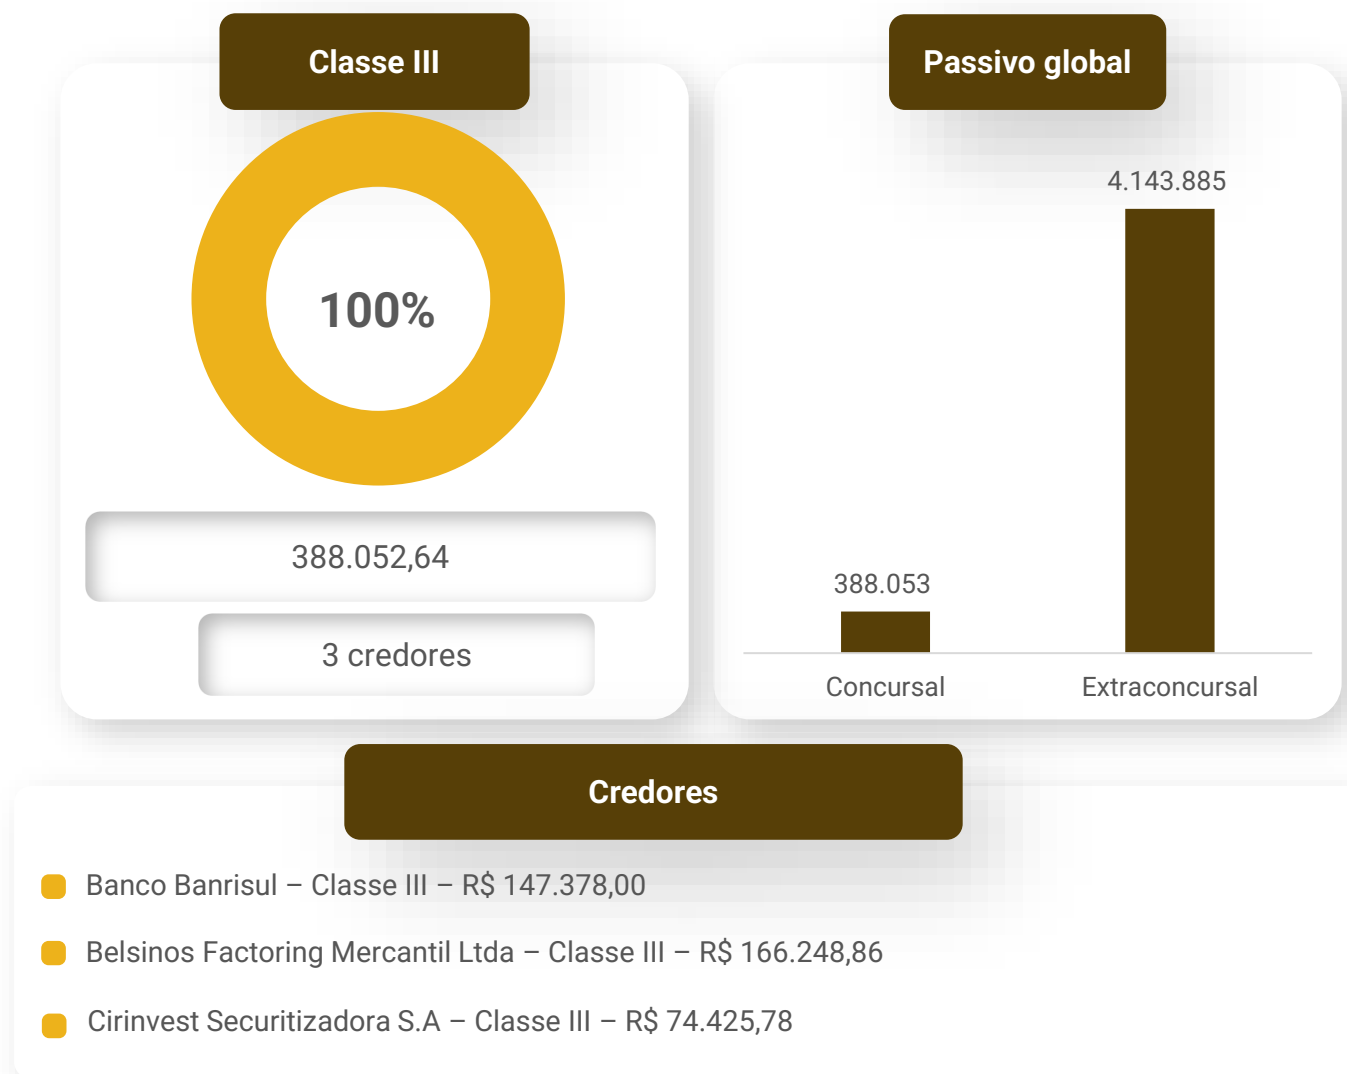 Classe III
100%
388.052,64
3 credores
Passivo global
4.143.885
388.053
Concursal
Extraconcursal
Credores
Banco Banrisul – Classe III – R$ 147.378,00
Belsinos Factoring Mercantil Ltda – Classe III – R$ 166.248,86
Cirinvest Securitizadora S.A – Classe III – R$ 74.425,78